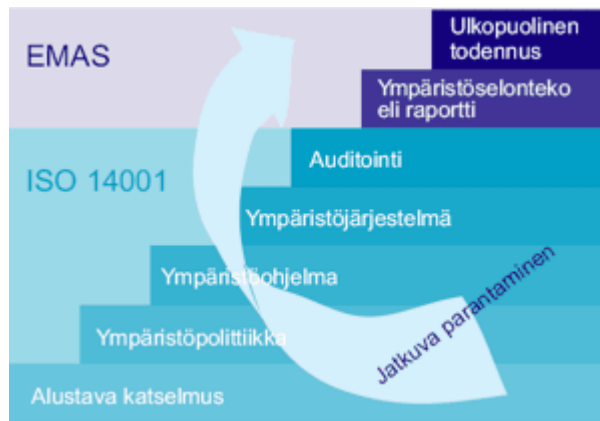 EMAS
Ulkopuolinen
todennus
Ympäristöselonteko
eli raportti
ISO 14001
Auditointi
Ympäristöjärjestelmä
Ympäristöohjelma
Ympäristöpolittiikka
Alustava katselmus
Jatkuva parantaminen